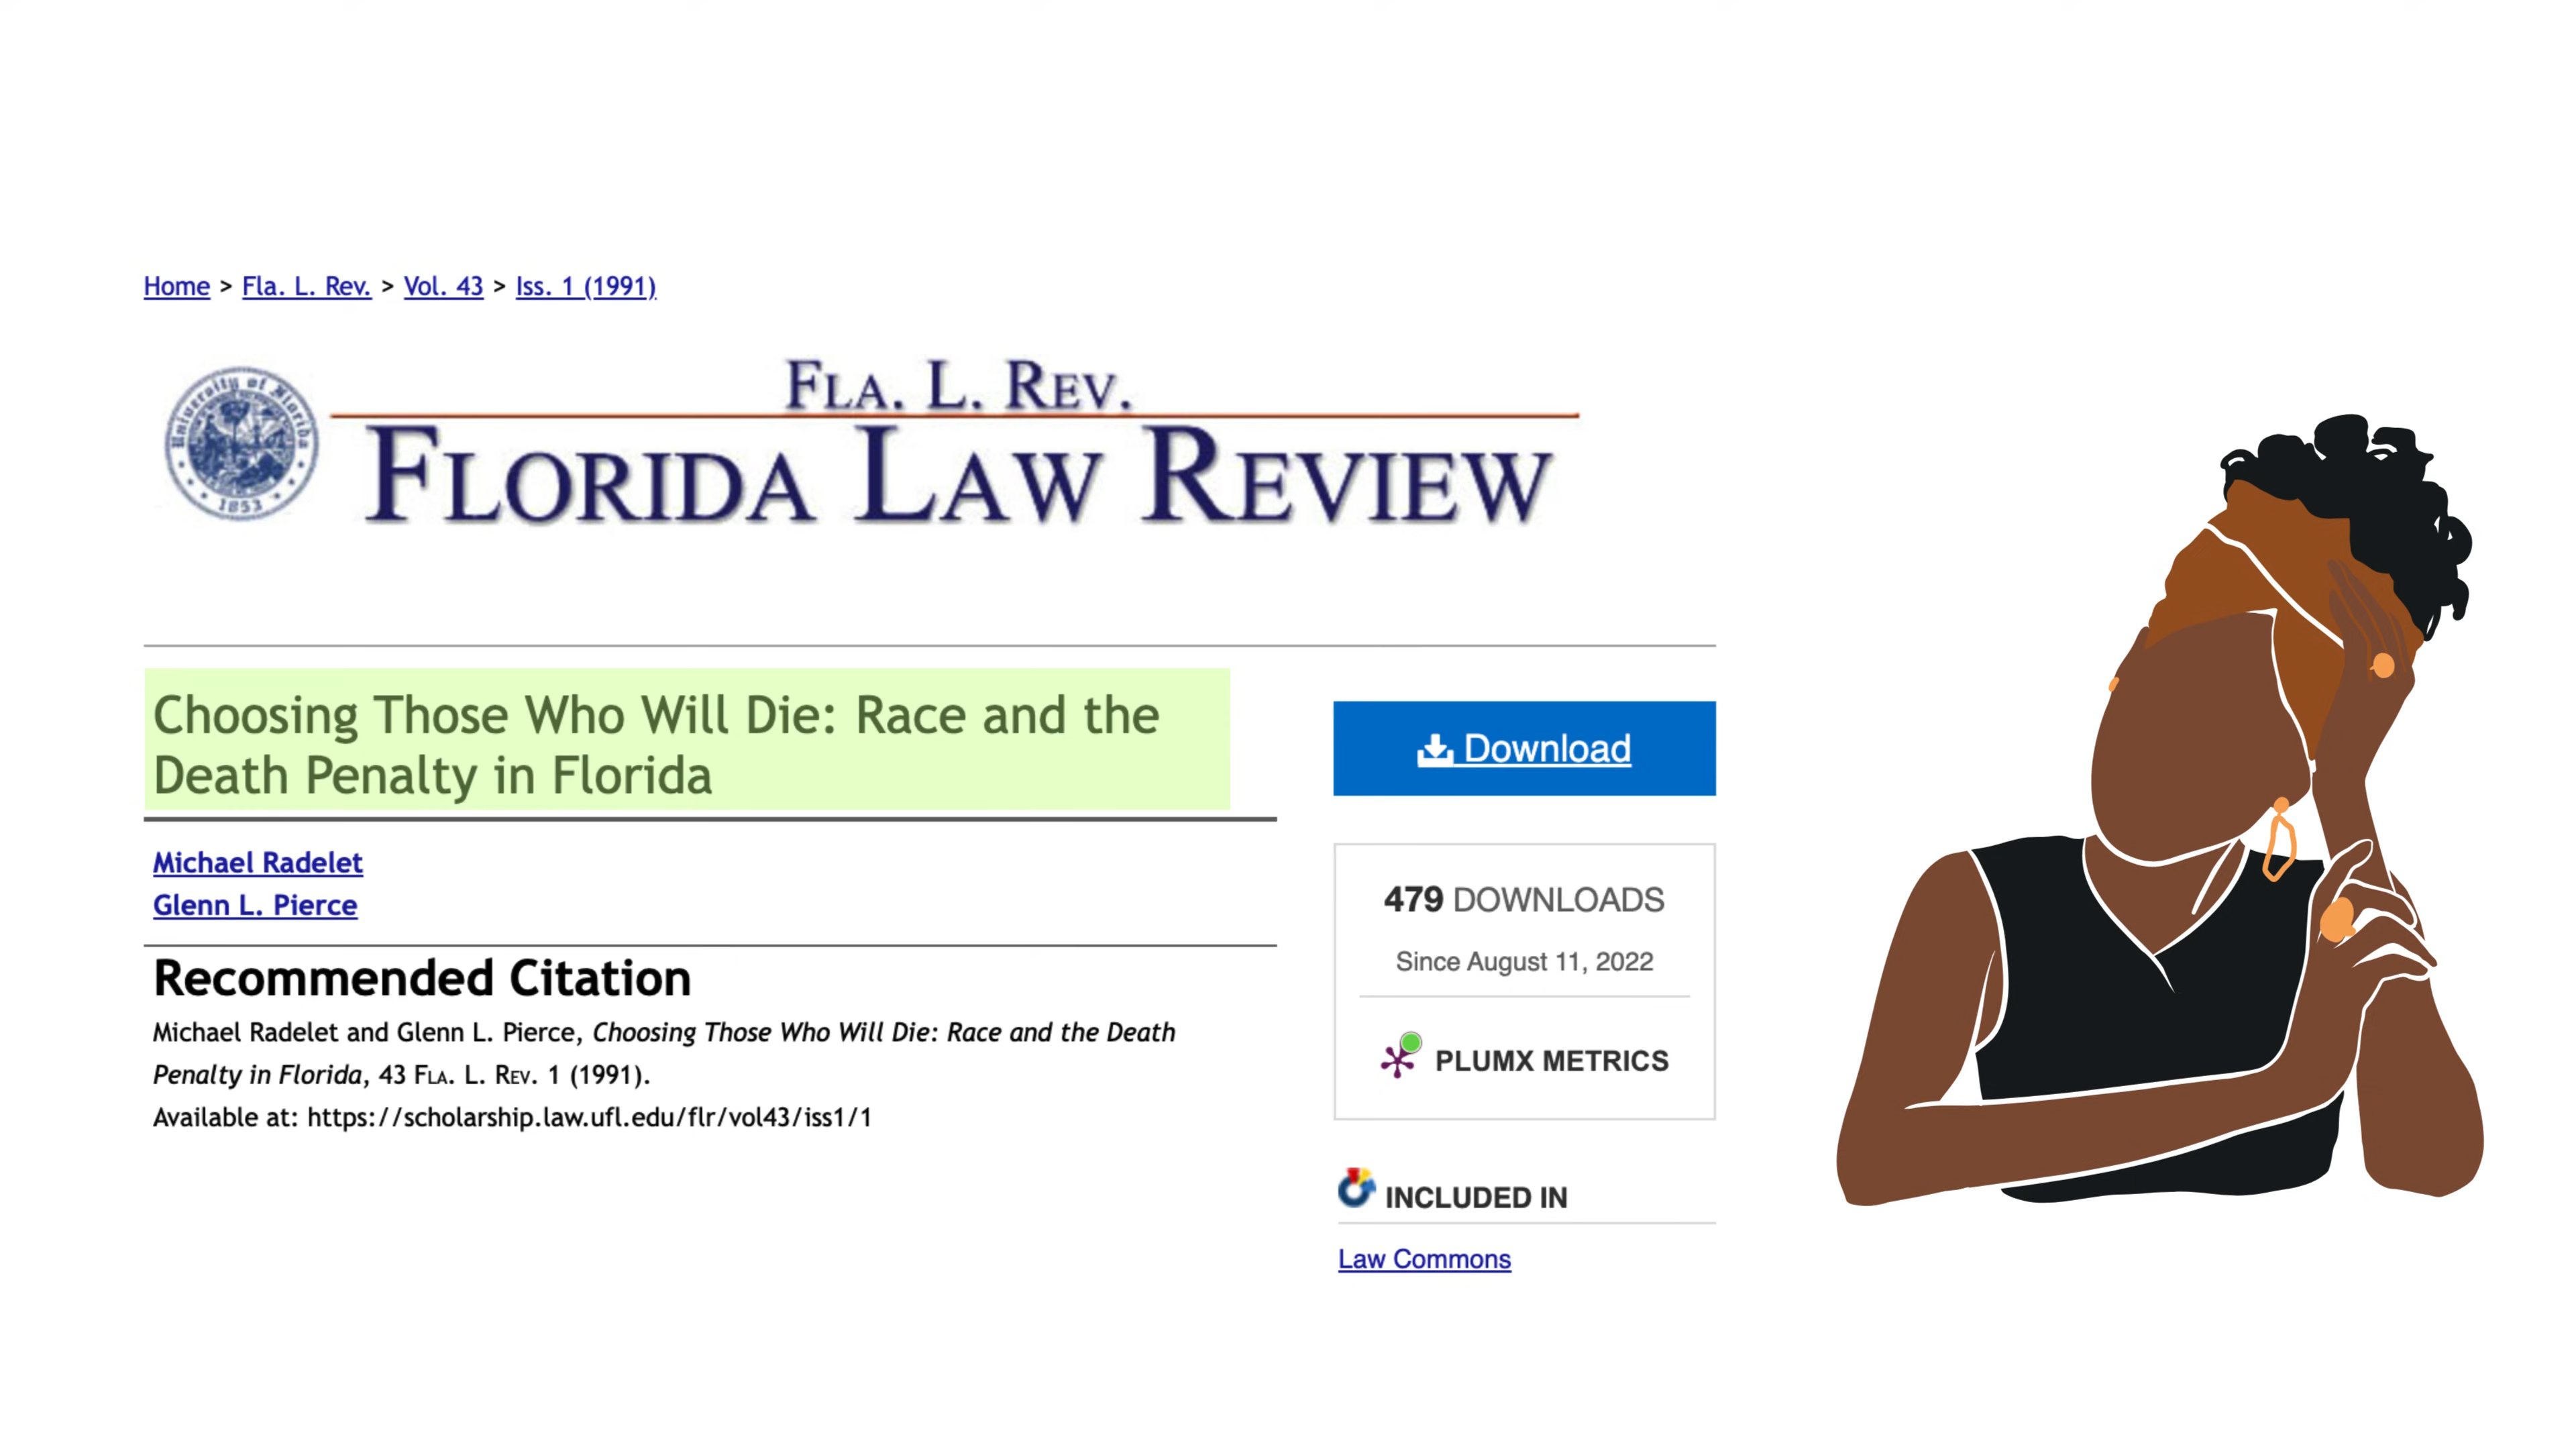 Home > Fla. L. Rev. > Vol. 43 > Iss. 1 (1991)
University of Florida
1853
FLA. L. REV.
FLORIDA LAW REVIEW
Choosing Those Who Will Die: Race and the
Death Penalty in Florida
Michael Radelet
Glenn L. Pierce
Recommended Citation
Michael Radelet and Glenn L. Pierce, Choosing Those Who Will Die: Race and the Death
Penalty in Florida, 43 FLA. L. REV. 1 (1991).
Available at: https://scholarship.law.ufl.edu/flr/vol43/iss1/1
Download
479 DOWNLOADS
Since August 11, 2022
PLUMX METRICS
INCLUDED IN
Law Commons